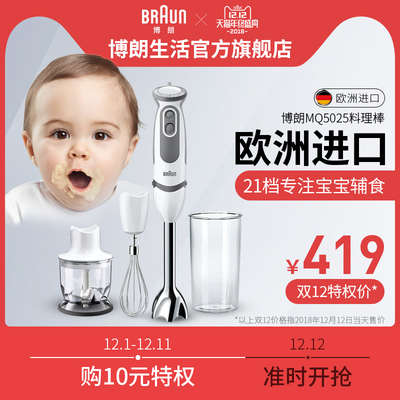 BRAUN
博朗
×
12.12
天猫年终盛典
2018
博朗生活官方旗舰店
欧洲进口
博朗MQ5025料理棒
欧洲进口
21档专注宝宝辅食
BRAUN
¥419
双12特权价*
*以上双12价格指2018年12月12日当天售价
12.1-12.11
12.12
购10元特权
准时开抢